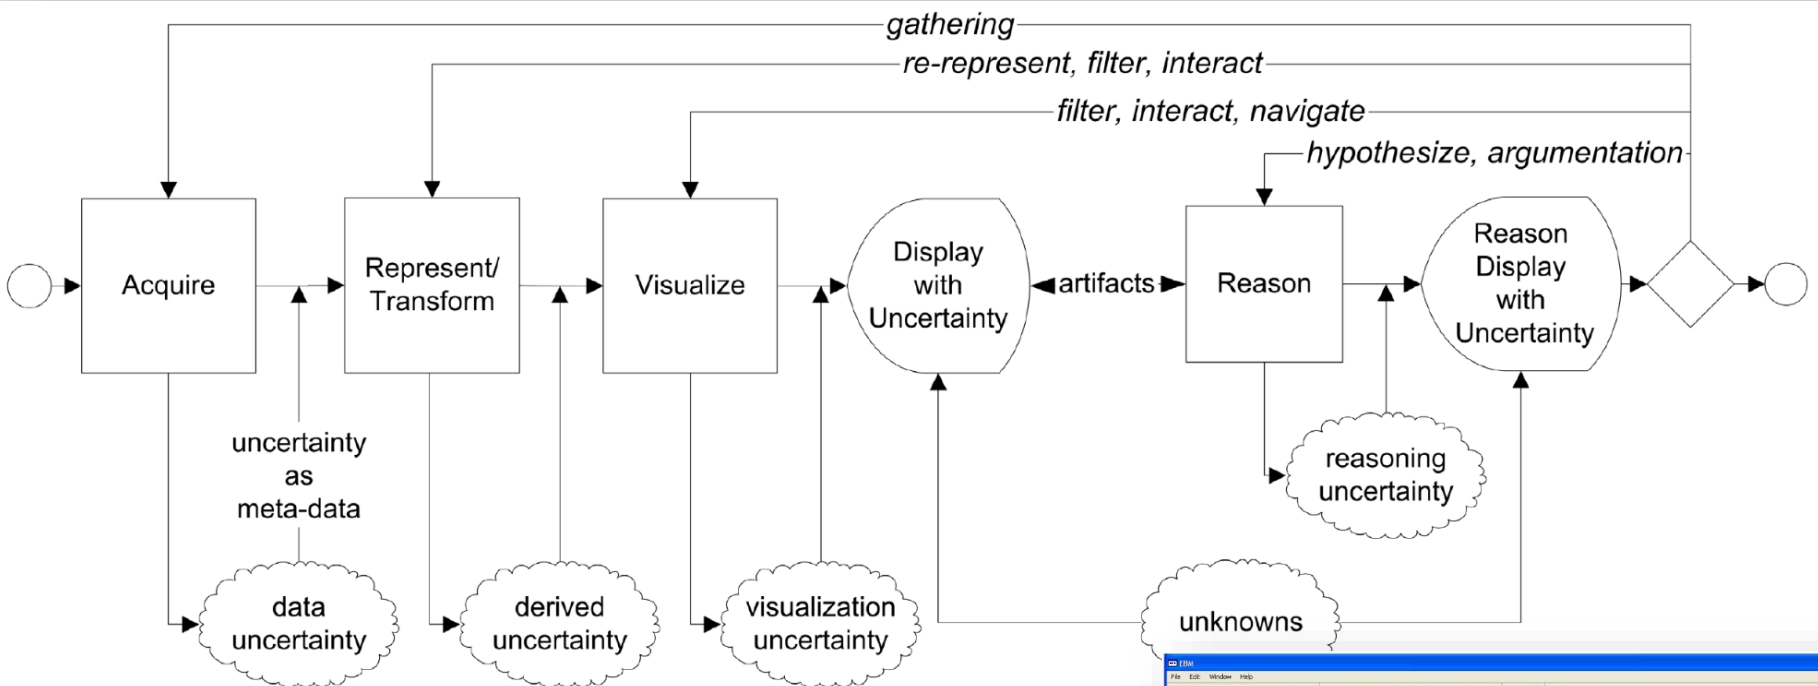 gathering
re-represent, filter, interact
filter, interact, navigate
hypothesize, argumentation
Acquire
Represent/
Transform
Visualize
Display
with
Uncertainty
artifacts
Reason
Reason
Display
with
Uncertainty
uncertainty
as
meta-data
reasoning
uncertainty
data
uncertainty
derived
uncertainty
visualization
uncertainty
unknowns
EBM
File Edit Window Help